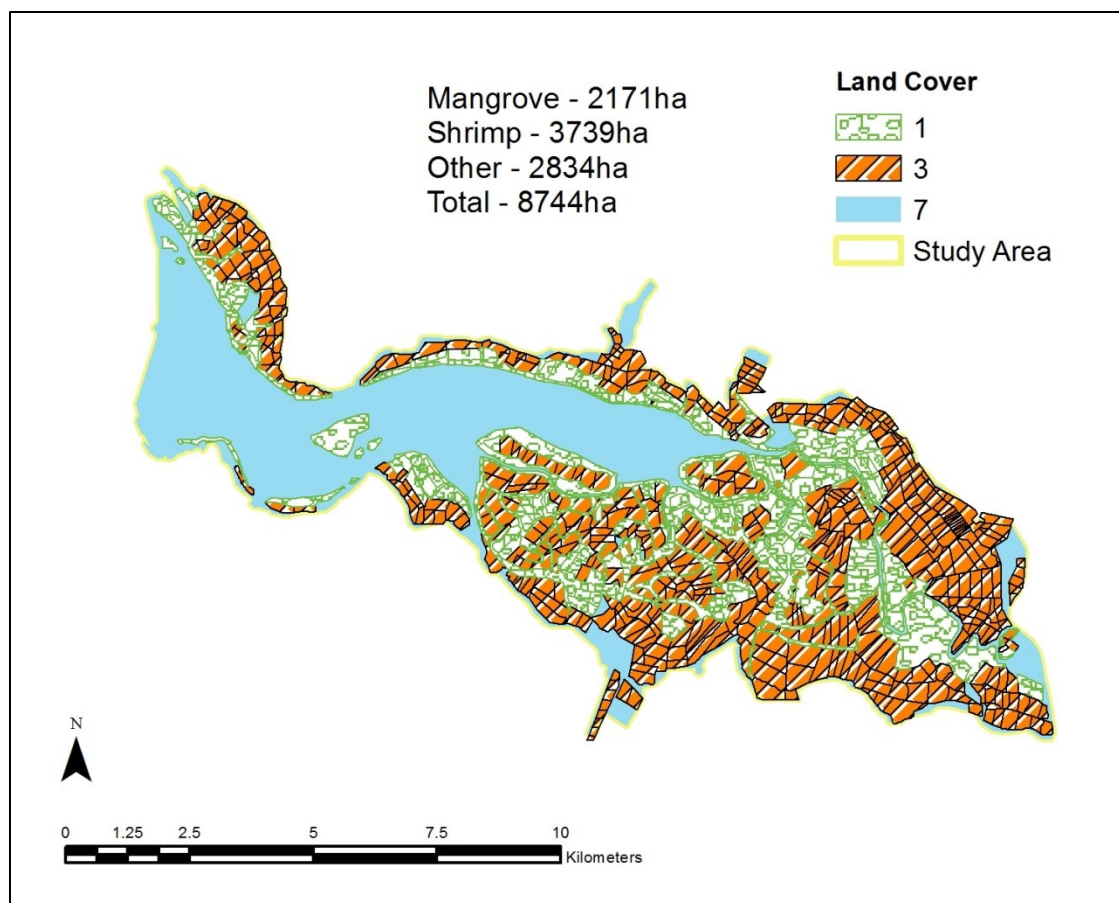 Mangrove - 2171ha
Shrimp - 3739ha
Other - 2834ha
Total - 8744ha
Land Cover
1
3
7
Study Area
N
0 1.25 2.5 5 7.5 10
Kilometers